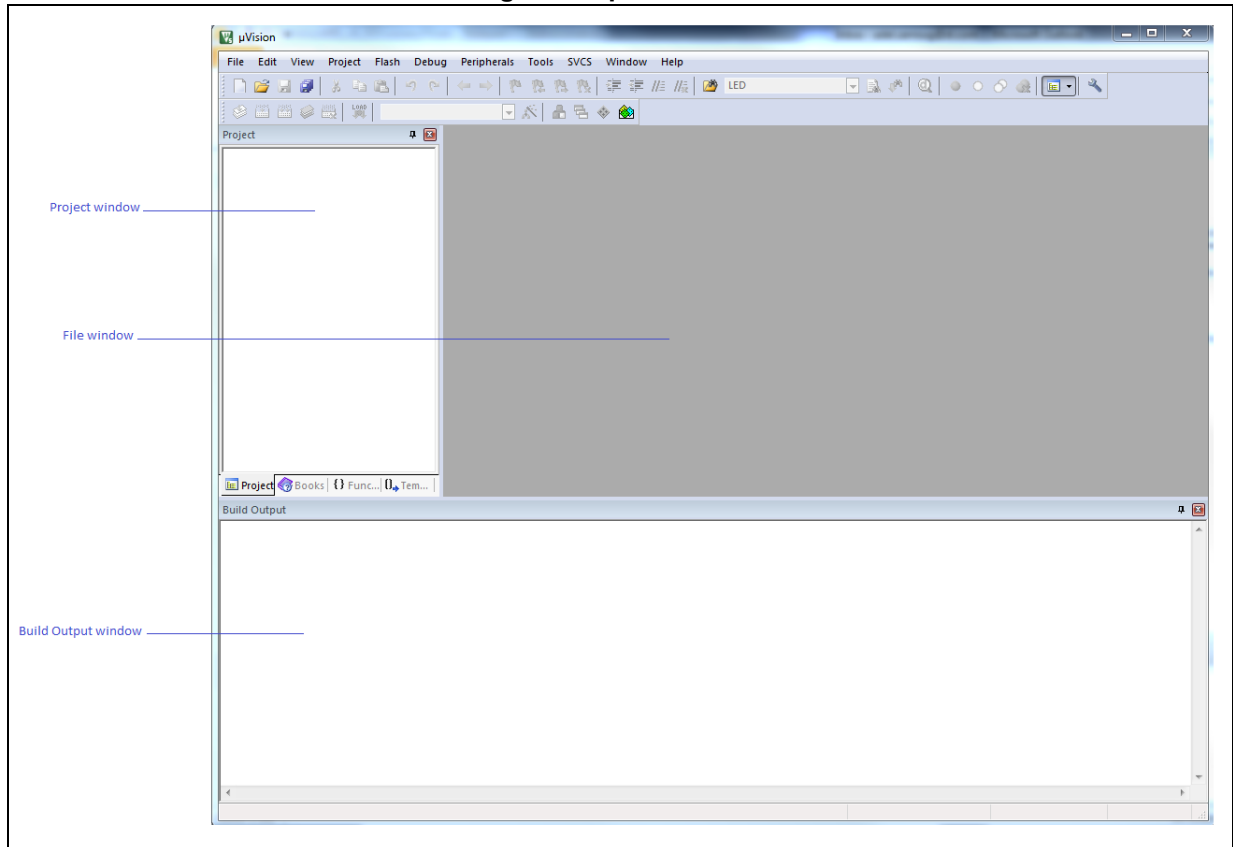 µVision
File Edit View Project Flash Debug Peripherals Tools SVCS Window Help
LED
LOAD
Project
Project window
File window
Project Books {} Func... Tem...
Build Output
Build Output window